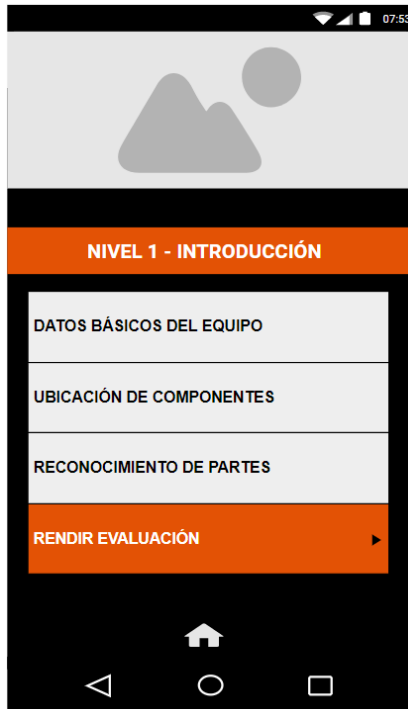 07:53
NIVEL 1 - INTRODUCCIÓN
DATOS BÁSICOS DEL EQUIPO
UBICACIÓN DE COMPONENTES
RECONOCIMIENTO DE PARTES
RENDIR EVALUACIÓN